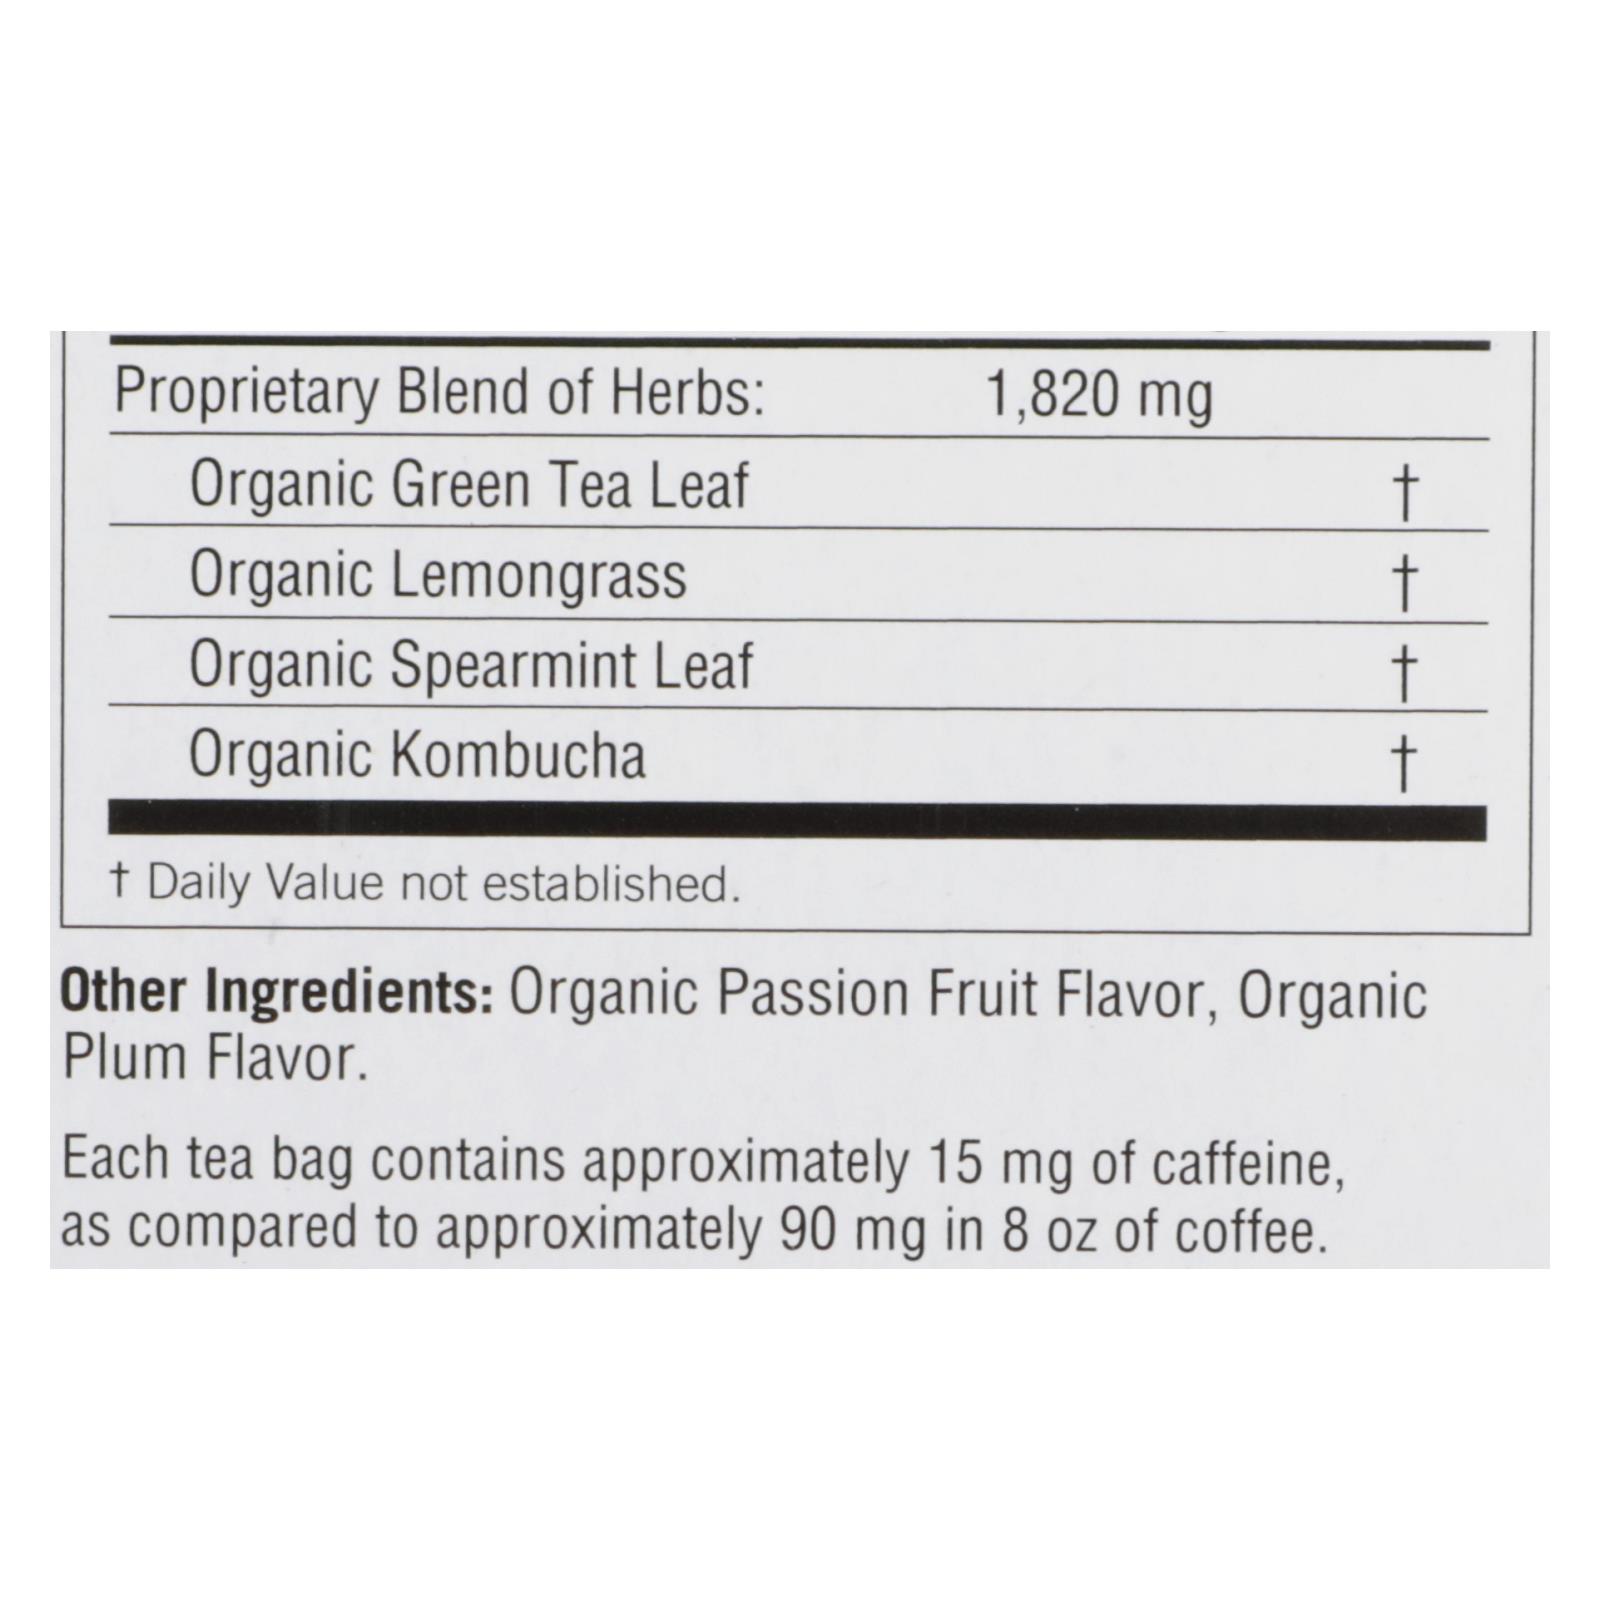 Proprietary Blend of Herbs: 1,820 mg
Organic Green Tea Leaf †
Organic Lemongrass †
Organic Spearmint Leaf †
Organic Kombucha †
† Daily Value not established.
Other Ingredients: Organic Passion Fruit Flavor, Organic
Plum Flavor.
Each tea bag contains approximately 15 mg of caffeine,
as compared to approximately 90 mg in 8 oz of coffee.